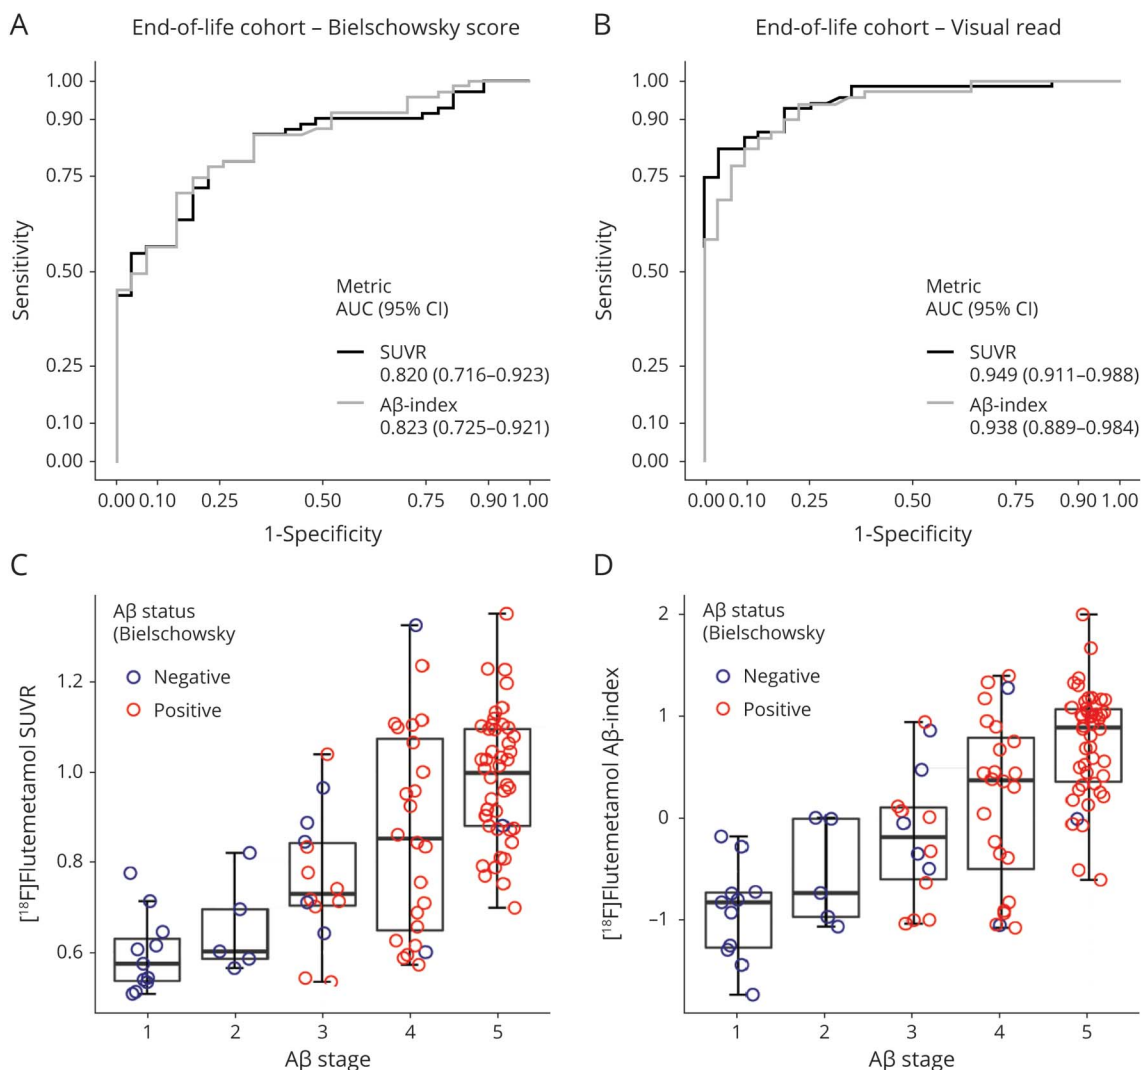 A
End-of-life cohort – Bielschowsky score
1.00
0.90
0.75
0.50
0.25
0.10
0.00
Sensitivity
Metric
AUC (95% CI)
SUVR
0.820 (0.716–0.923)
Aβ-index
0.823 (0.725–0.921)
0.00 0.10 0.25 0.50 0.75 0.90 1.00
1-Specificity
B
End-of-life cohort – Visual read
1.00
0.90
0.75
0.50
0.25
0.10
0.00
Sensitivity
Metric
AUC (95% CI)
SUVR
0.949 (0.911–0.988)
Aβ-index
0.938 (0.889–0.984)
0.00 0.10 0.25 0.50 0.75 0.90 1.00
1-Specificity
C
Aβ status
(Bielschowsky
Negative
Positive
1.2
1.0
0.8
0.6
[¹⁸F]Flutemetamol SUVR
1 2 3 4 5
Aβ stage
D
Aβ status
(Bielschowsky
Negative
Positive
2
1
0
−1
[¹⁸F]Flutemetamol Aβ-index
1 2 3 4 5
Aβ stage